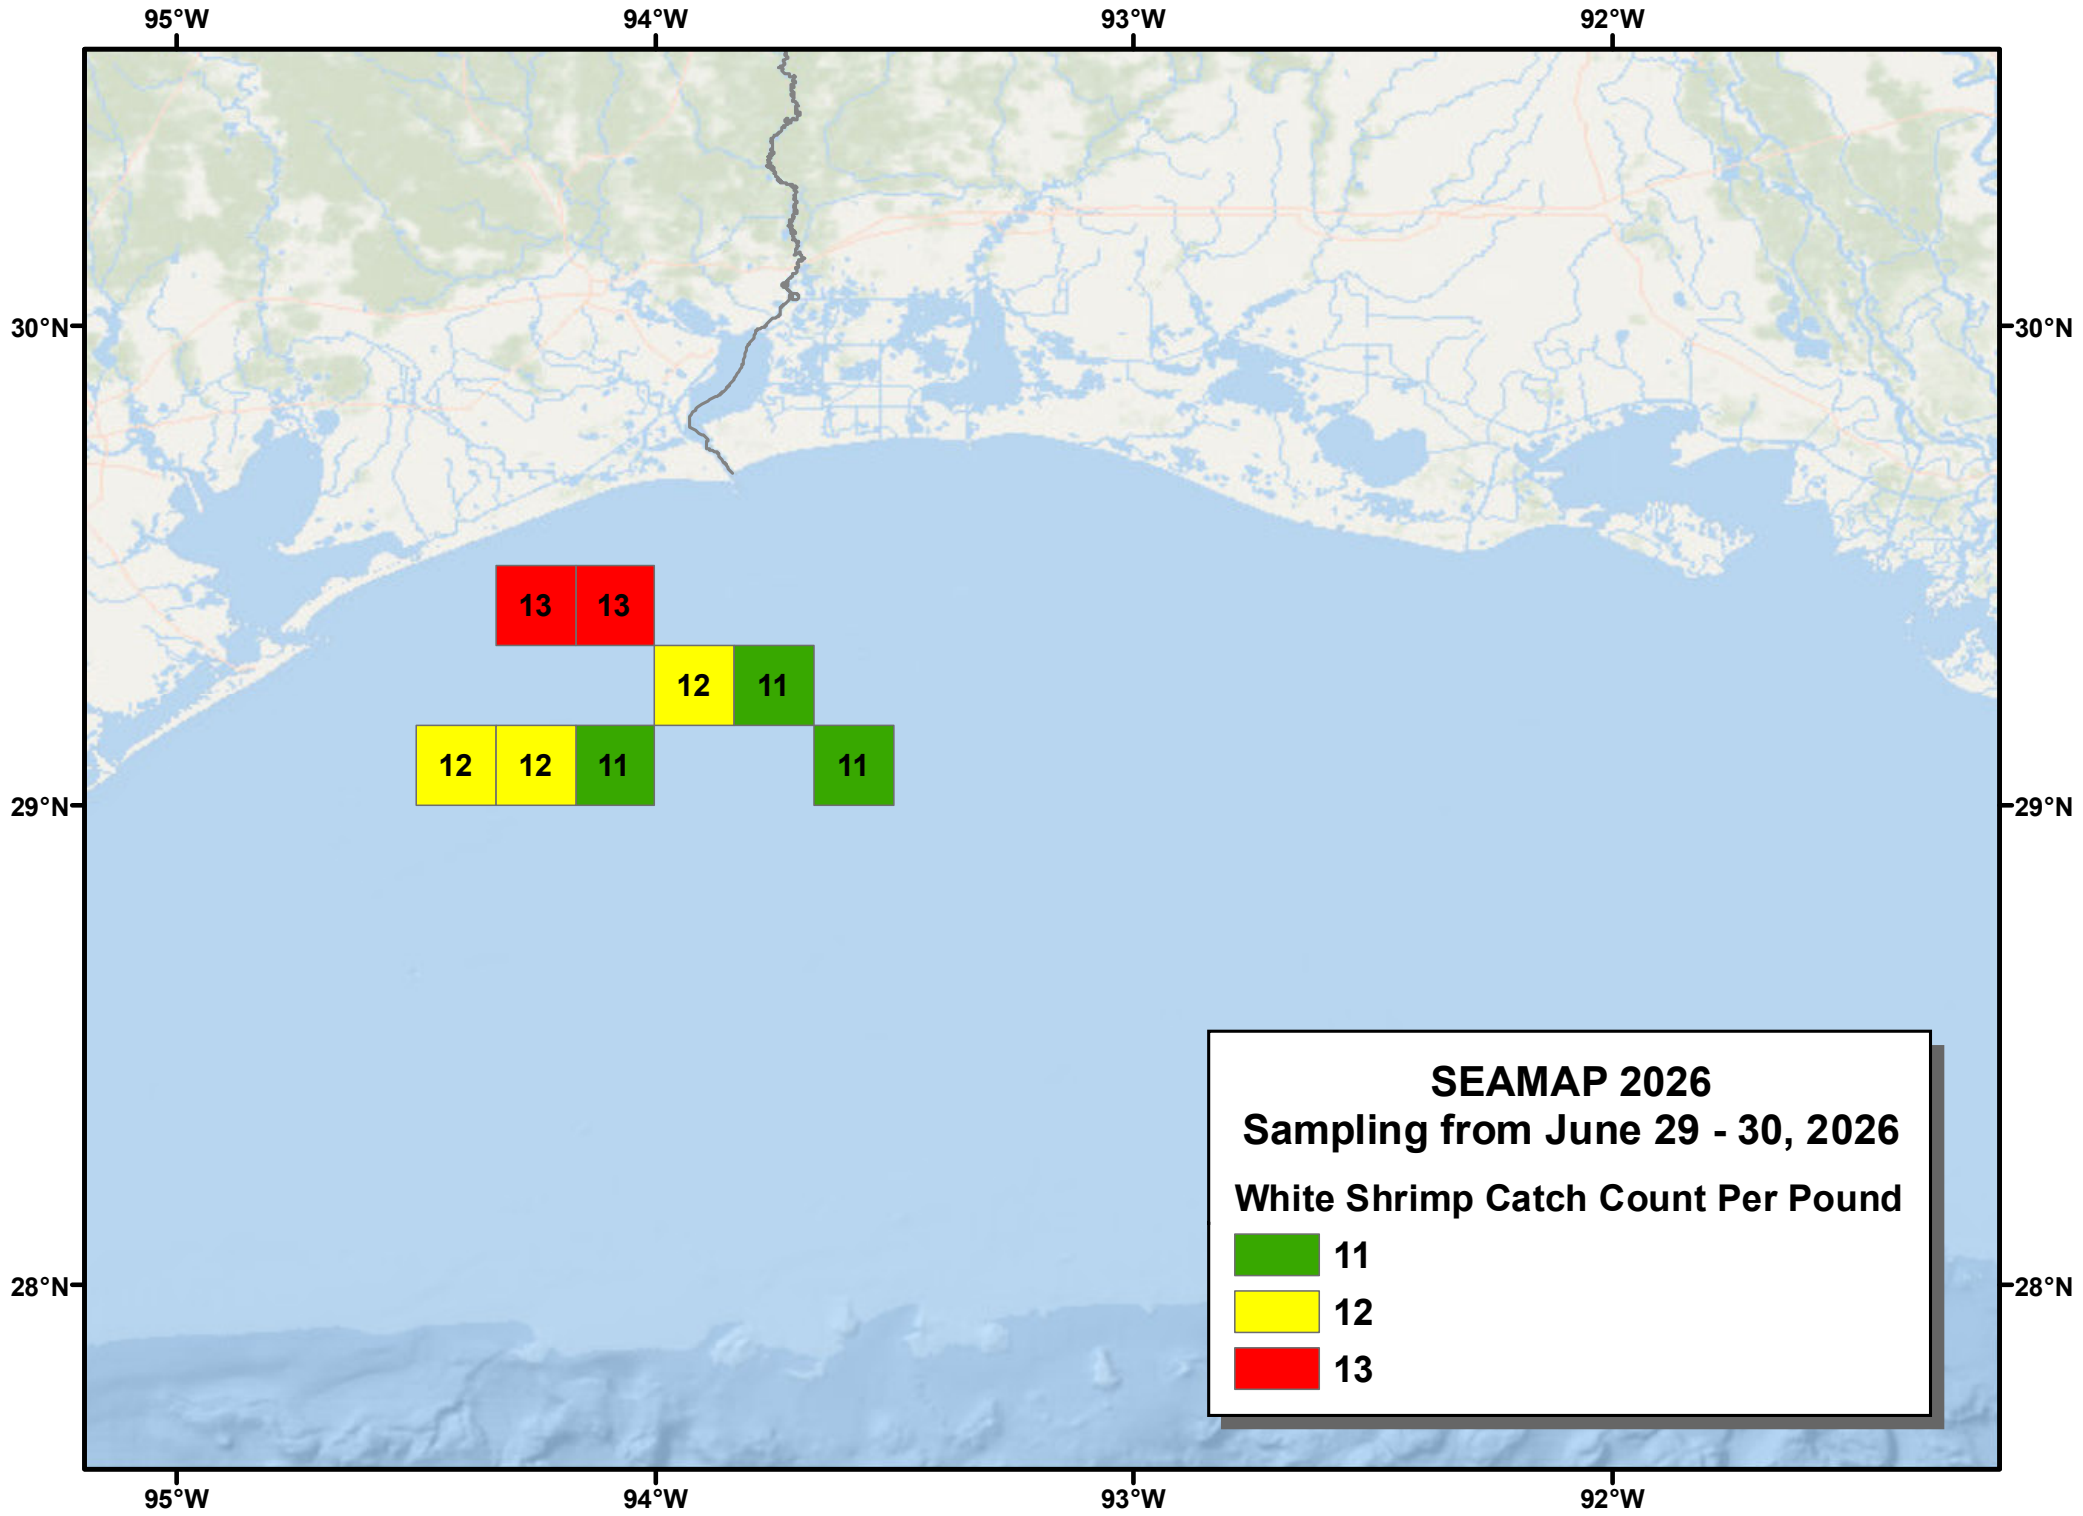 95°W 94°W 93°W 92°W
30°N 30°N
13 13
12 11
12 12 11 11
29°N 29°N
SEAMAP 2026
Sampling from June 29 - 30, 2026
White Shrimp Catch Count Per Pound
11
28°N 28°N
12
13
95°W 94°W 93°W 92°W